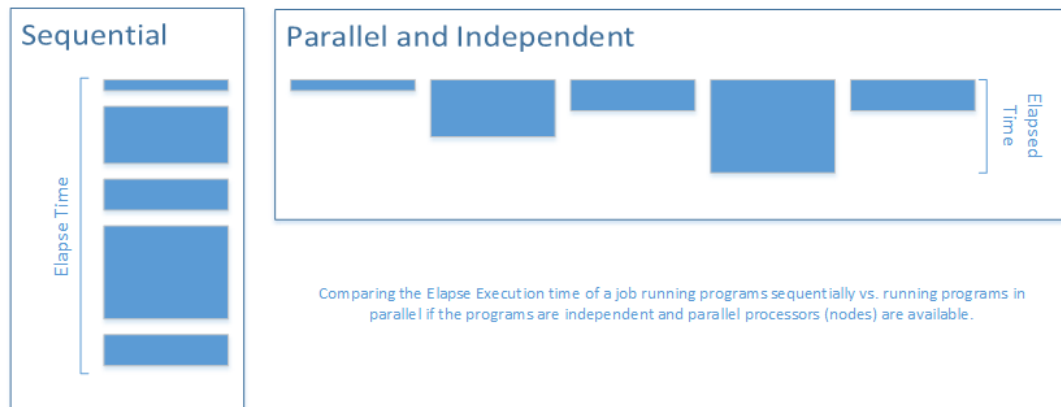 Sequential
Elapse Time
Parallel and Independent
Elapsed
Time
Comparing the Elapse Execution time of a job running programs sequentially vs. running programs in
parallel if the programs are independent and parallel processors (nodes) are available.